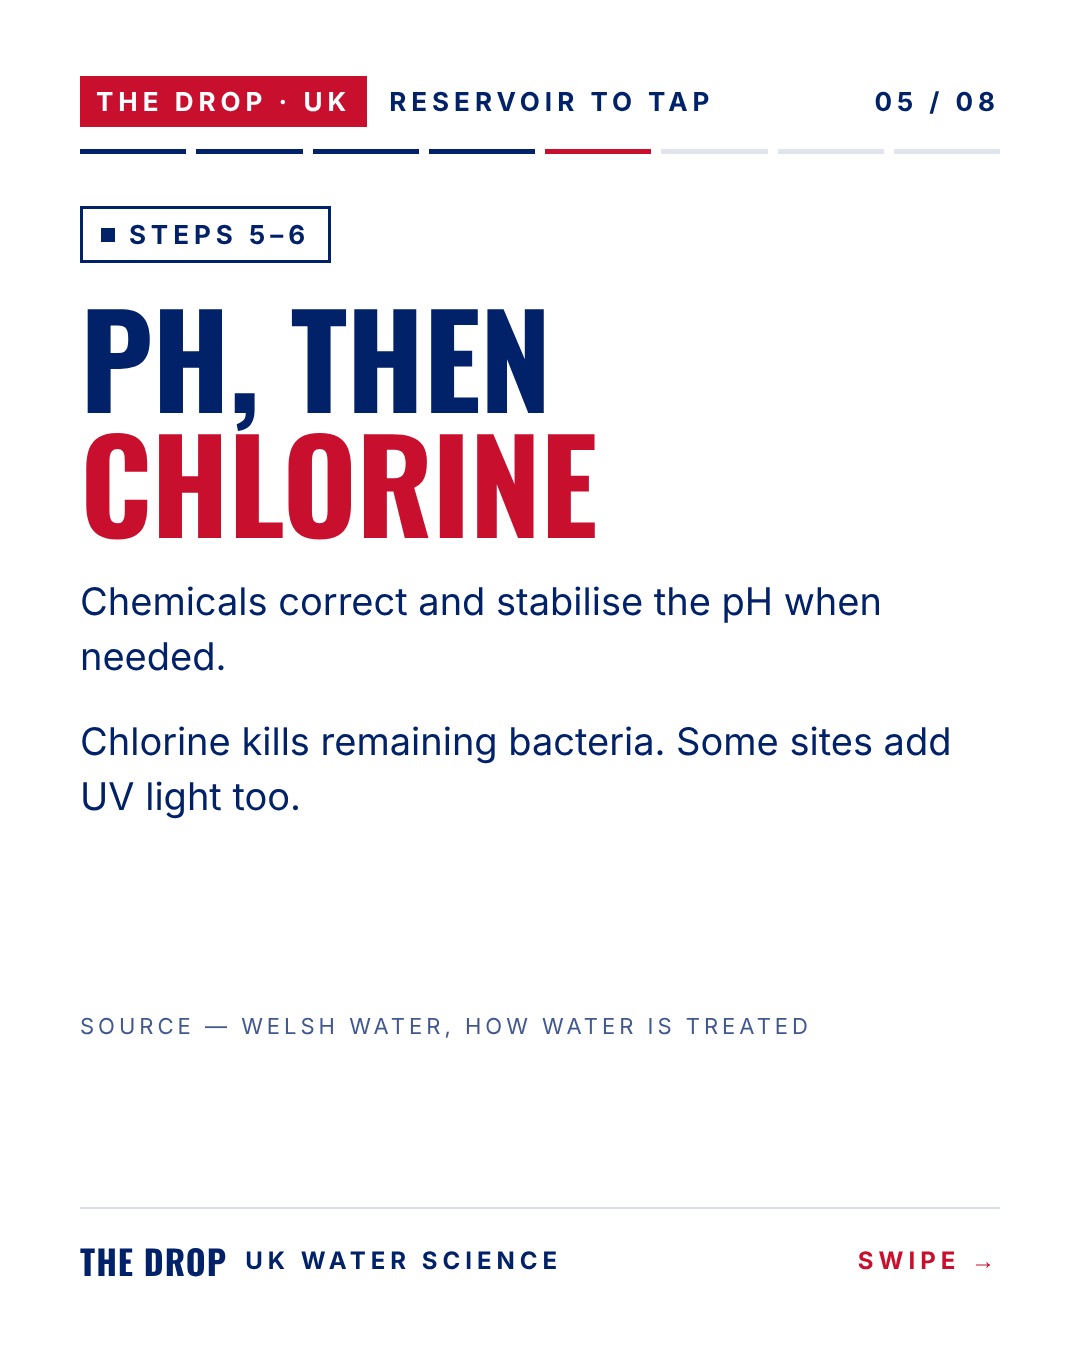 THE DROP · UK RESERVOIR TO TAP 05 / 08
STEPS 5–6
PH, THEN
CHLORINE
Chemicals correct and stabilise the pH when
needed.
Chlorine kills remaining bacteria. Some sites add
UV light too.
SOURCE — WELSH WATER, HOW WATER IS TREATED
THE DROP UK WATER SCIENCE SWIPE →